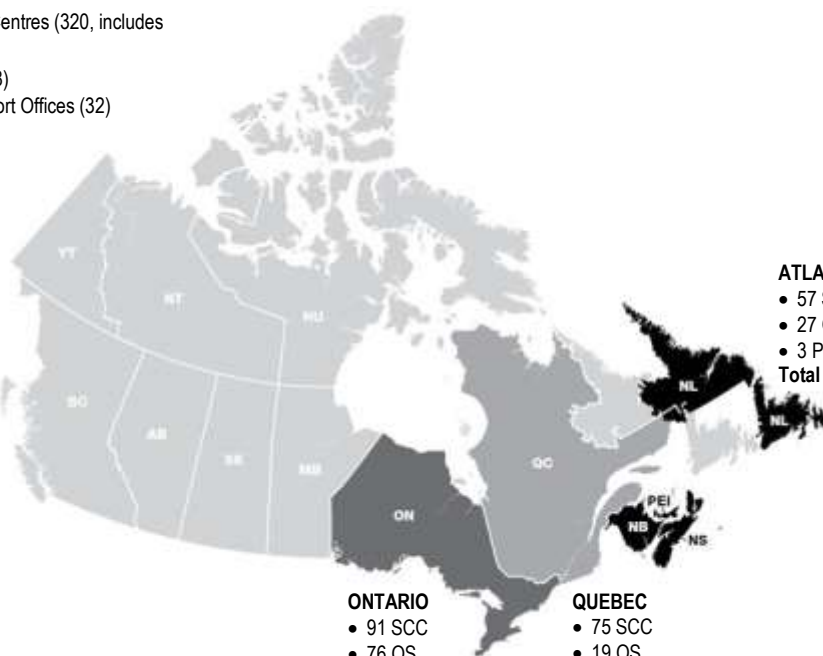 entres (320, includes
3)
ort Offices (32)
YT
NT
NU
BC
AB
SK
MB
ON
QC
NL
NL
PEI
NB
NS
ATLA
• 57
• 27
• 3 P
Total
ONTARIO
• 91 SCC
• 76 OS
QUEBEC
• 75 SCC
• 19 OS